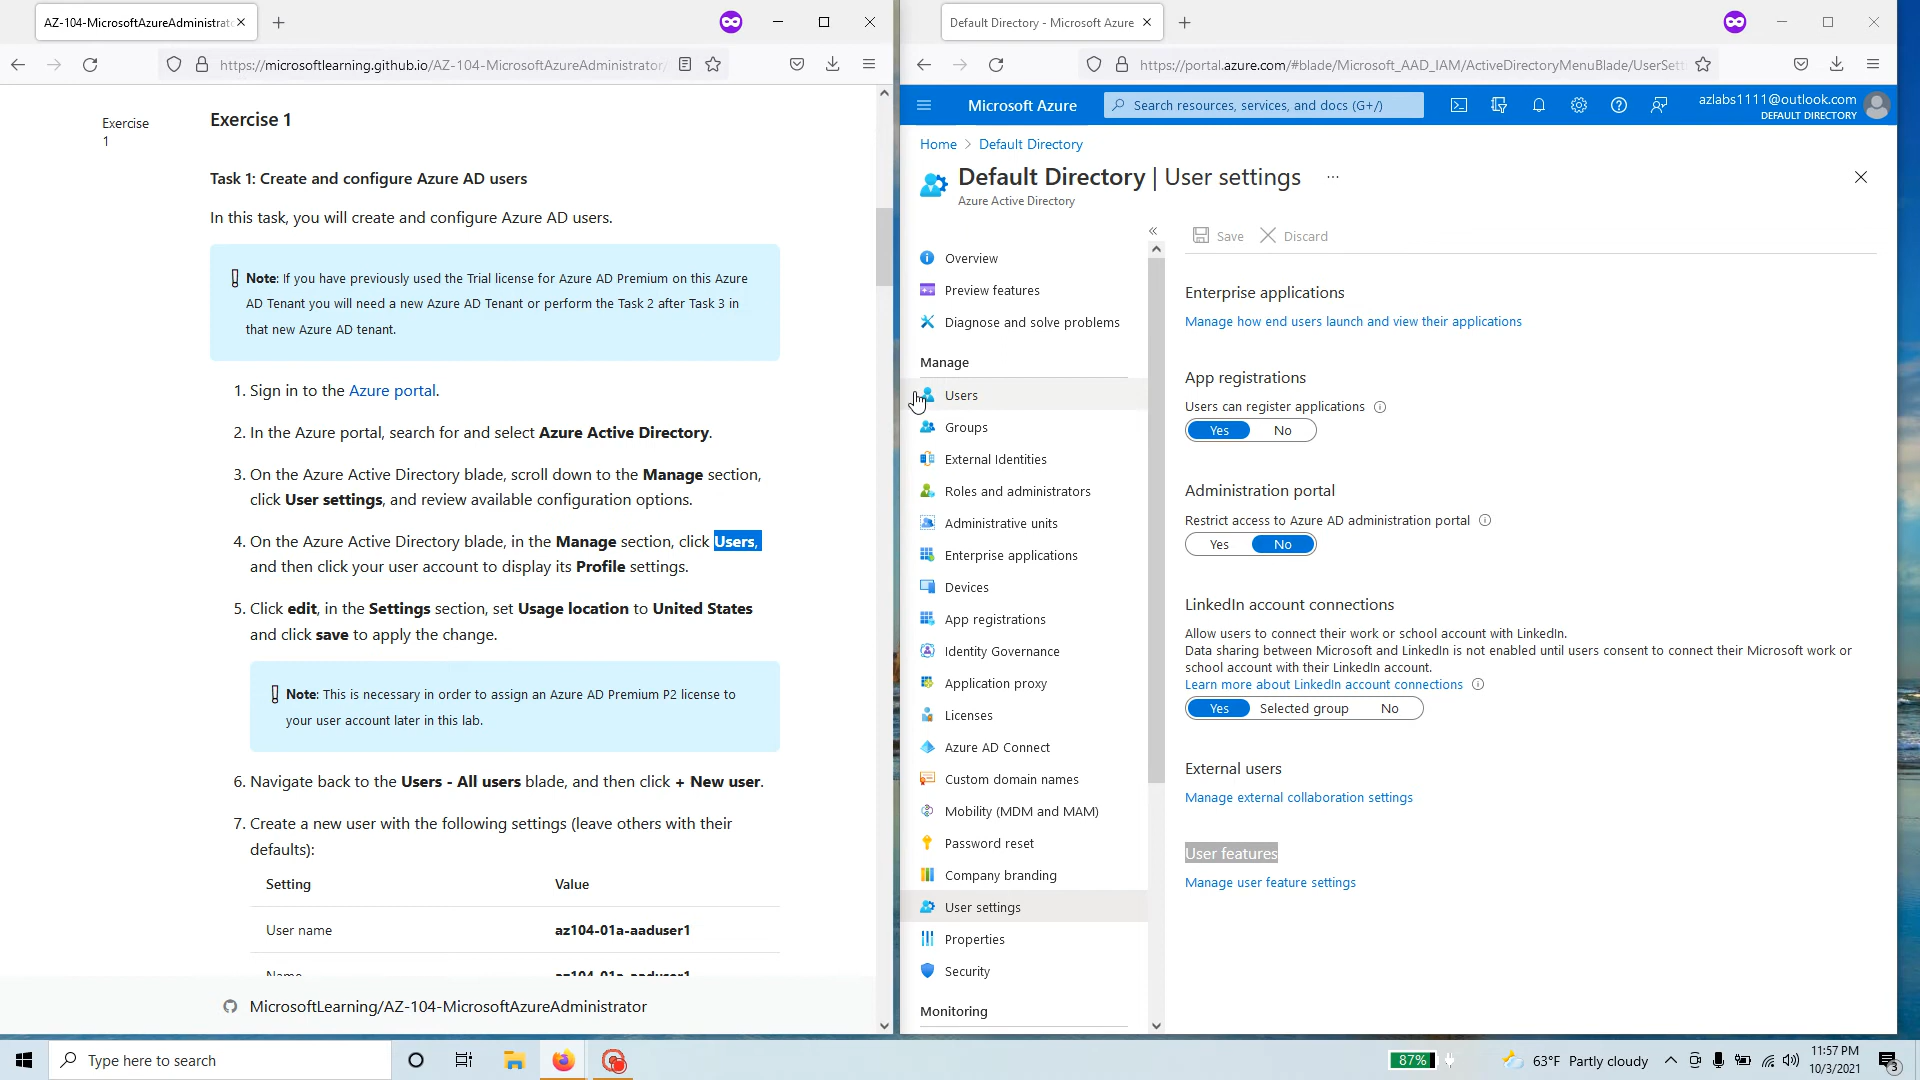 AZ-104-MicrosoftAzureAdministrat
https://microsoftlearning.github.io/AZ-104-MicrosoftAzureAdministrator/
Exercise
1
Exercise 1
Task 1: Create and configure Azure AD users
In this task, you will create and configure Azure AD users.
Note: If you have previously used the Trial license for Azure AD Premium on this Azure
AD Tenant you will need a new Azure AD Tenant or perform the Task 2 after Task 3 in
that new Azure AD tenant.
1. Sign in to the Azure portal.
2. In the Azure portal, search for and select Azure Active Directory.
3. On the Azure Active Directory blade, scroll down to the Manage section,
click User settings, and review available configuration options.
4. On the Azure Active Directory blade, in the Manage section, click Users,
and then click your user account to display its Profile settings.
5. Click edit, in the Settings section, set Usage location to United States
and click save to apply the change.
Note: This is necessary in order to assign an Azure AD Premium P2 license to
your user account later in this lab.
6. Navigate back to the Users - All users blade, and then click + New user.
7. Create a new user with the following settings (leave others with their
defaults):
Setting Value
User name az104-01a-aaduser1
Name az104-01a-aaduser1
MicrosoftLearning/AZ-104-MicrosoftAzureAdministrator
Default Directory - Microsoft Azure
https://portal.azure.com/#blade/Microsoft_AAD_IAM/ActiveDirectoryMenuBlade/UserSett
Microsoft Azure
Search resources, services, and docs (G+/)
azlabs1111@outlook.com
DEFAULT DIRECTORY
Home > Default Directory
Default Directory | User settings ...
Azure Active Directory
Overview
Preview features
Diagnose and solve problems
Manage
Users
Groups
External Identities
Roles and administrators
Administrative units
Enterprise applications
Devices
App registrations
Identity Governance
Application proxy
Licenses
Azure AD Connect
Custom domain names
Mobility (MDM and MAM)
Password reset
Company branding
User settings
Properties
Security
Monitoring
Save Discard
Enterprise applications
Manage how end users launch and view their applications
App registrations
Users can register applications
Yes No
Administration portal
Restrict access to Azure AD administration portal
Yes No
LinkedIn account connections
Allow users to connect their work or school account with LinkedIn.
Data sharing between Microsoft and LinkedIn is not enabled until users consent to connect their Microsoft work or
school account with their LinkedIn account.
Learn more about LinkedIn account connections
Yes Selected group No
External users
Manage external collaboration settings
User features
Manage user feature settings
Type here to search
87%
63°F Partly cloudy
11:57 PM
10/3/2021
3